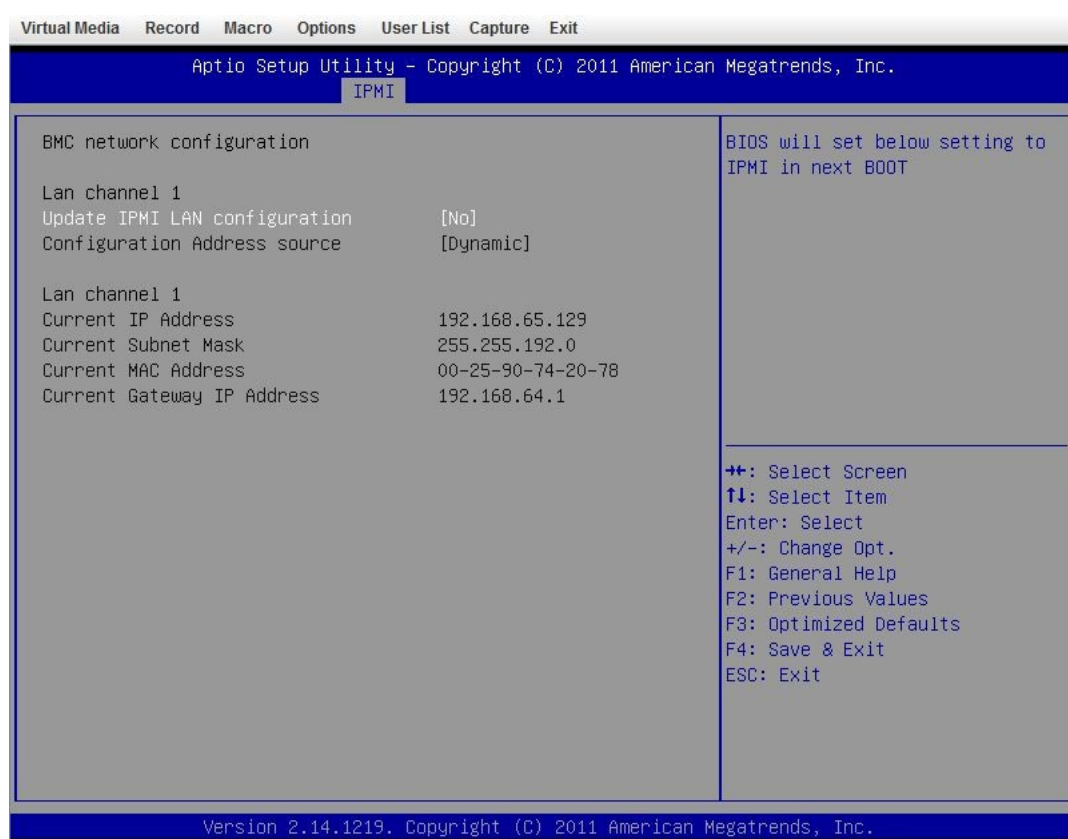 Virtual Media Record Macro Options User List Capture Exit
Aptio Setup Utility – Copyright (C) 2011 American Megatrends, Inc.
IPMI
BMC network configuration
Lan channel 1
Update IPMI LAN configuration [No]
Configuration Address source [Dynamic]
Lan channel 1
Current IP Address 192.168.65.129
Current Subnet Mask 255.255.192.0
Current MAC Address 00-25-90-74-20-78
Current Gateway IP Address 192.168.64.1
BIOS will set below setting to
IPMI in next BOOT
→←: Select Screen
↑↓: Select Item
Enter: Select
+/-: Change Opt.
F1: General Help
F2: Previous Values
F3: Optimized Defaults
F4: Save & Exit
ESC: Exit
Version 2.14.1219. Copyright (C) 2011 American Megatrends, Inc.